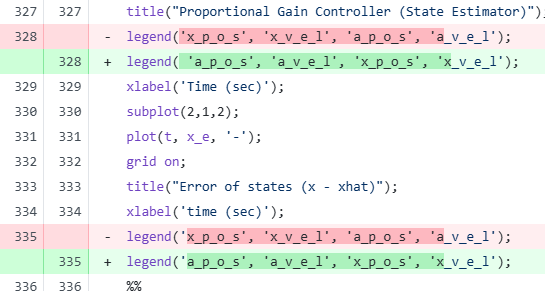 327 327 title("Proportional Gain Controller (State Estimator)")
328 - legend('x_p_o_s', 'x_v_e_l', 'a_p_o_s', 'a_v_e_l');
328 + legend( 'a_p_o_s', 'a_v_e_l', 'x_p_o_s', 'x_v_e_l');
329 329 xlabel('Time (sec)');
330 330 subplot(2,1,2);
331 331 plot(t, x_e, '-');
332 332 grid on;
333 333 title("Error of states (x - xhat)");
334 334 xlabel('time (sec)');
335 - legend('x_p_o_s', 'x_v_e_l', 'a_p_o_s', 'a_v_e_l');
335 + legend('a_p_o_s', 'a_v_e_l', 'x_p_o_s', 'x_v_e_l');
336 336 %%